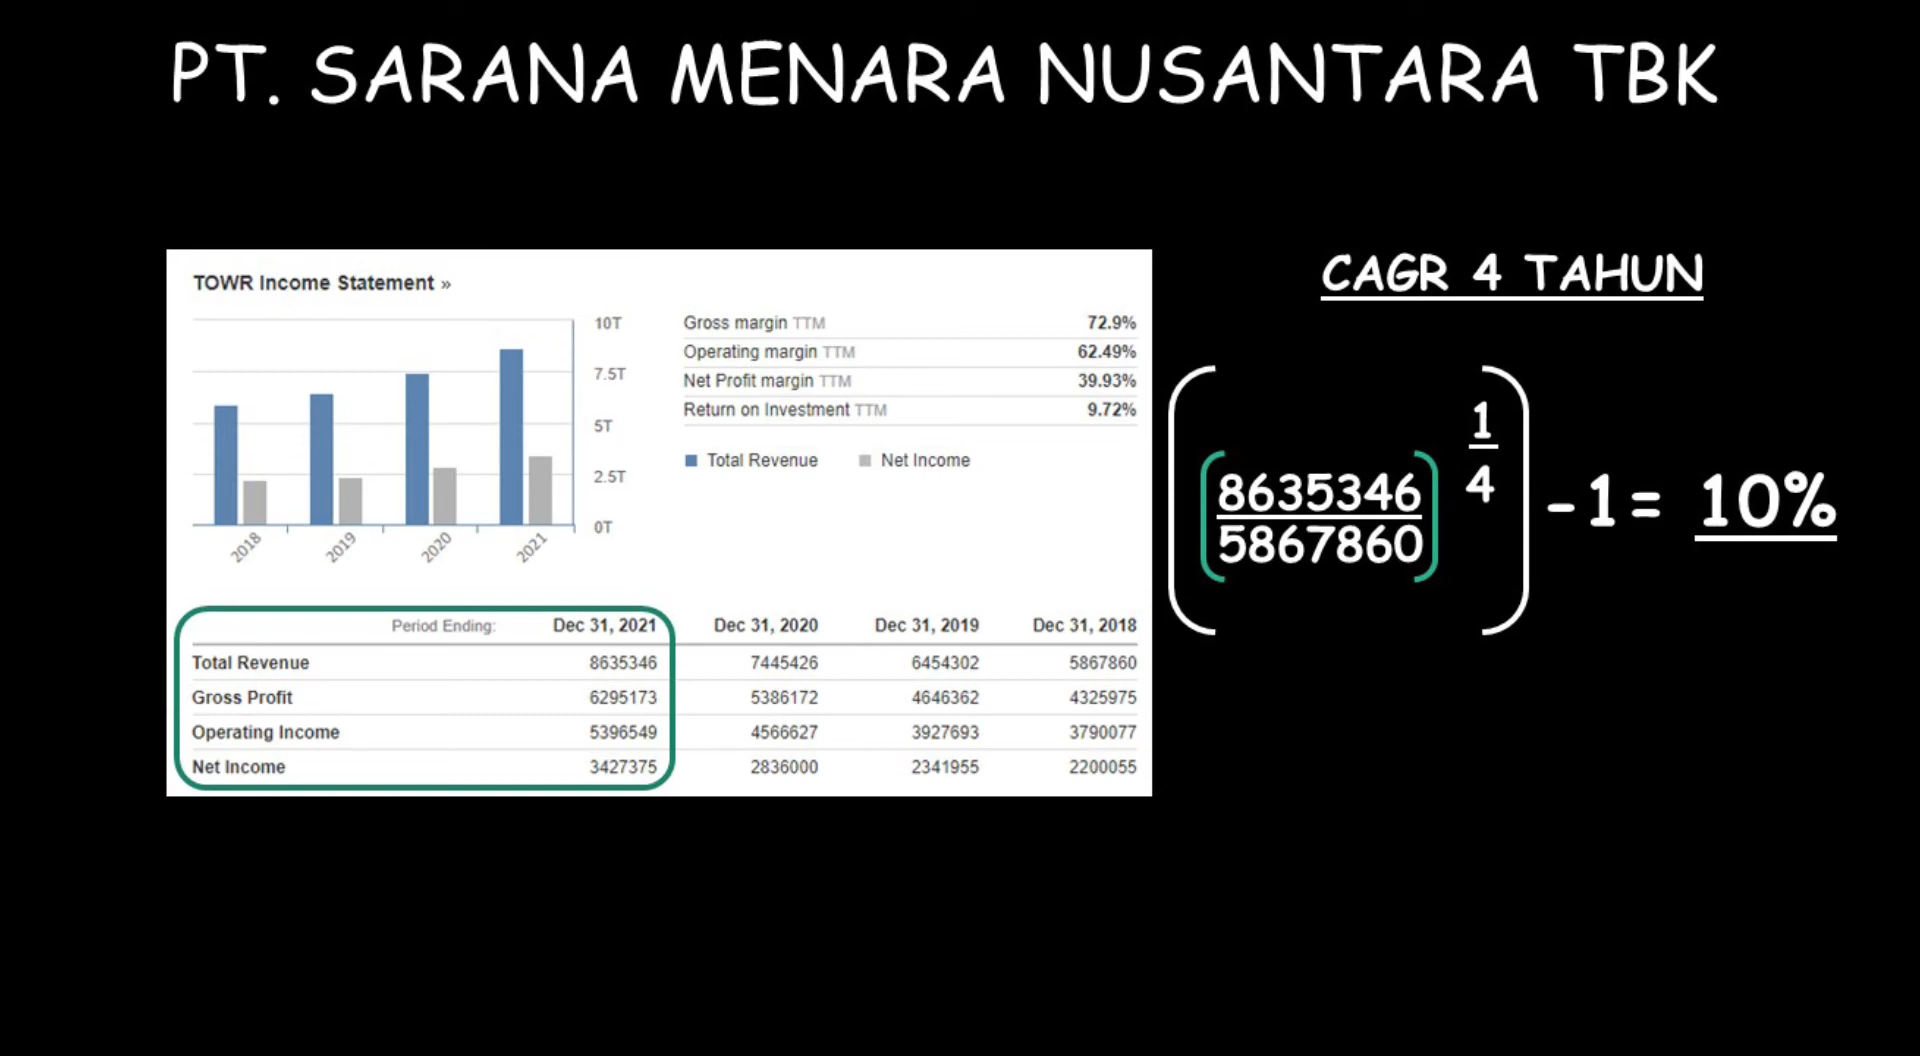 PT. SARANA MENARA NUSANTARA TBK
TOWR Income Statement »
10T
7.5T
5T
2.5T
0T
2018
2019
2020
2021
Gross margin TTM 72.9%
Operating margin TTM 62.49%
Net Profit margin TTM 39.93%
Return on Investment TTM 9.72%
Total Revenue Net Income
Period Ending: Dec 31, 2021 Dec 31, 2020 Dec 31, 2019 Dec 31, 2018
Total Revenue 8635346 7445426 6454302 5867860
Gross Profit 6295173 5386172 4646362 4325975
Operating Income 5396549 4566627 3927693 3790077
Net Income 3427375 2836000 2341955 2200055
CAGR 4 TAHUN
((8635346
5867860)
1
4) - 1 = 10%